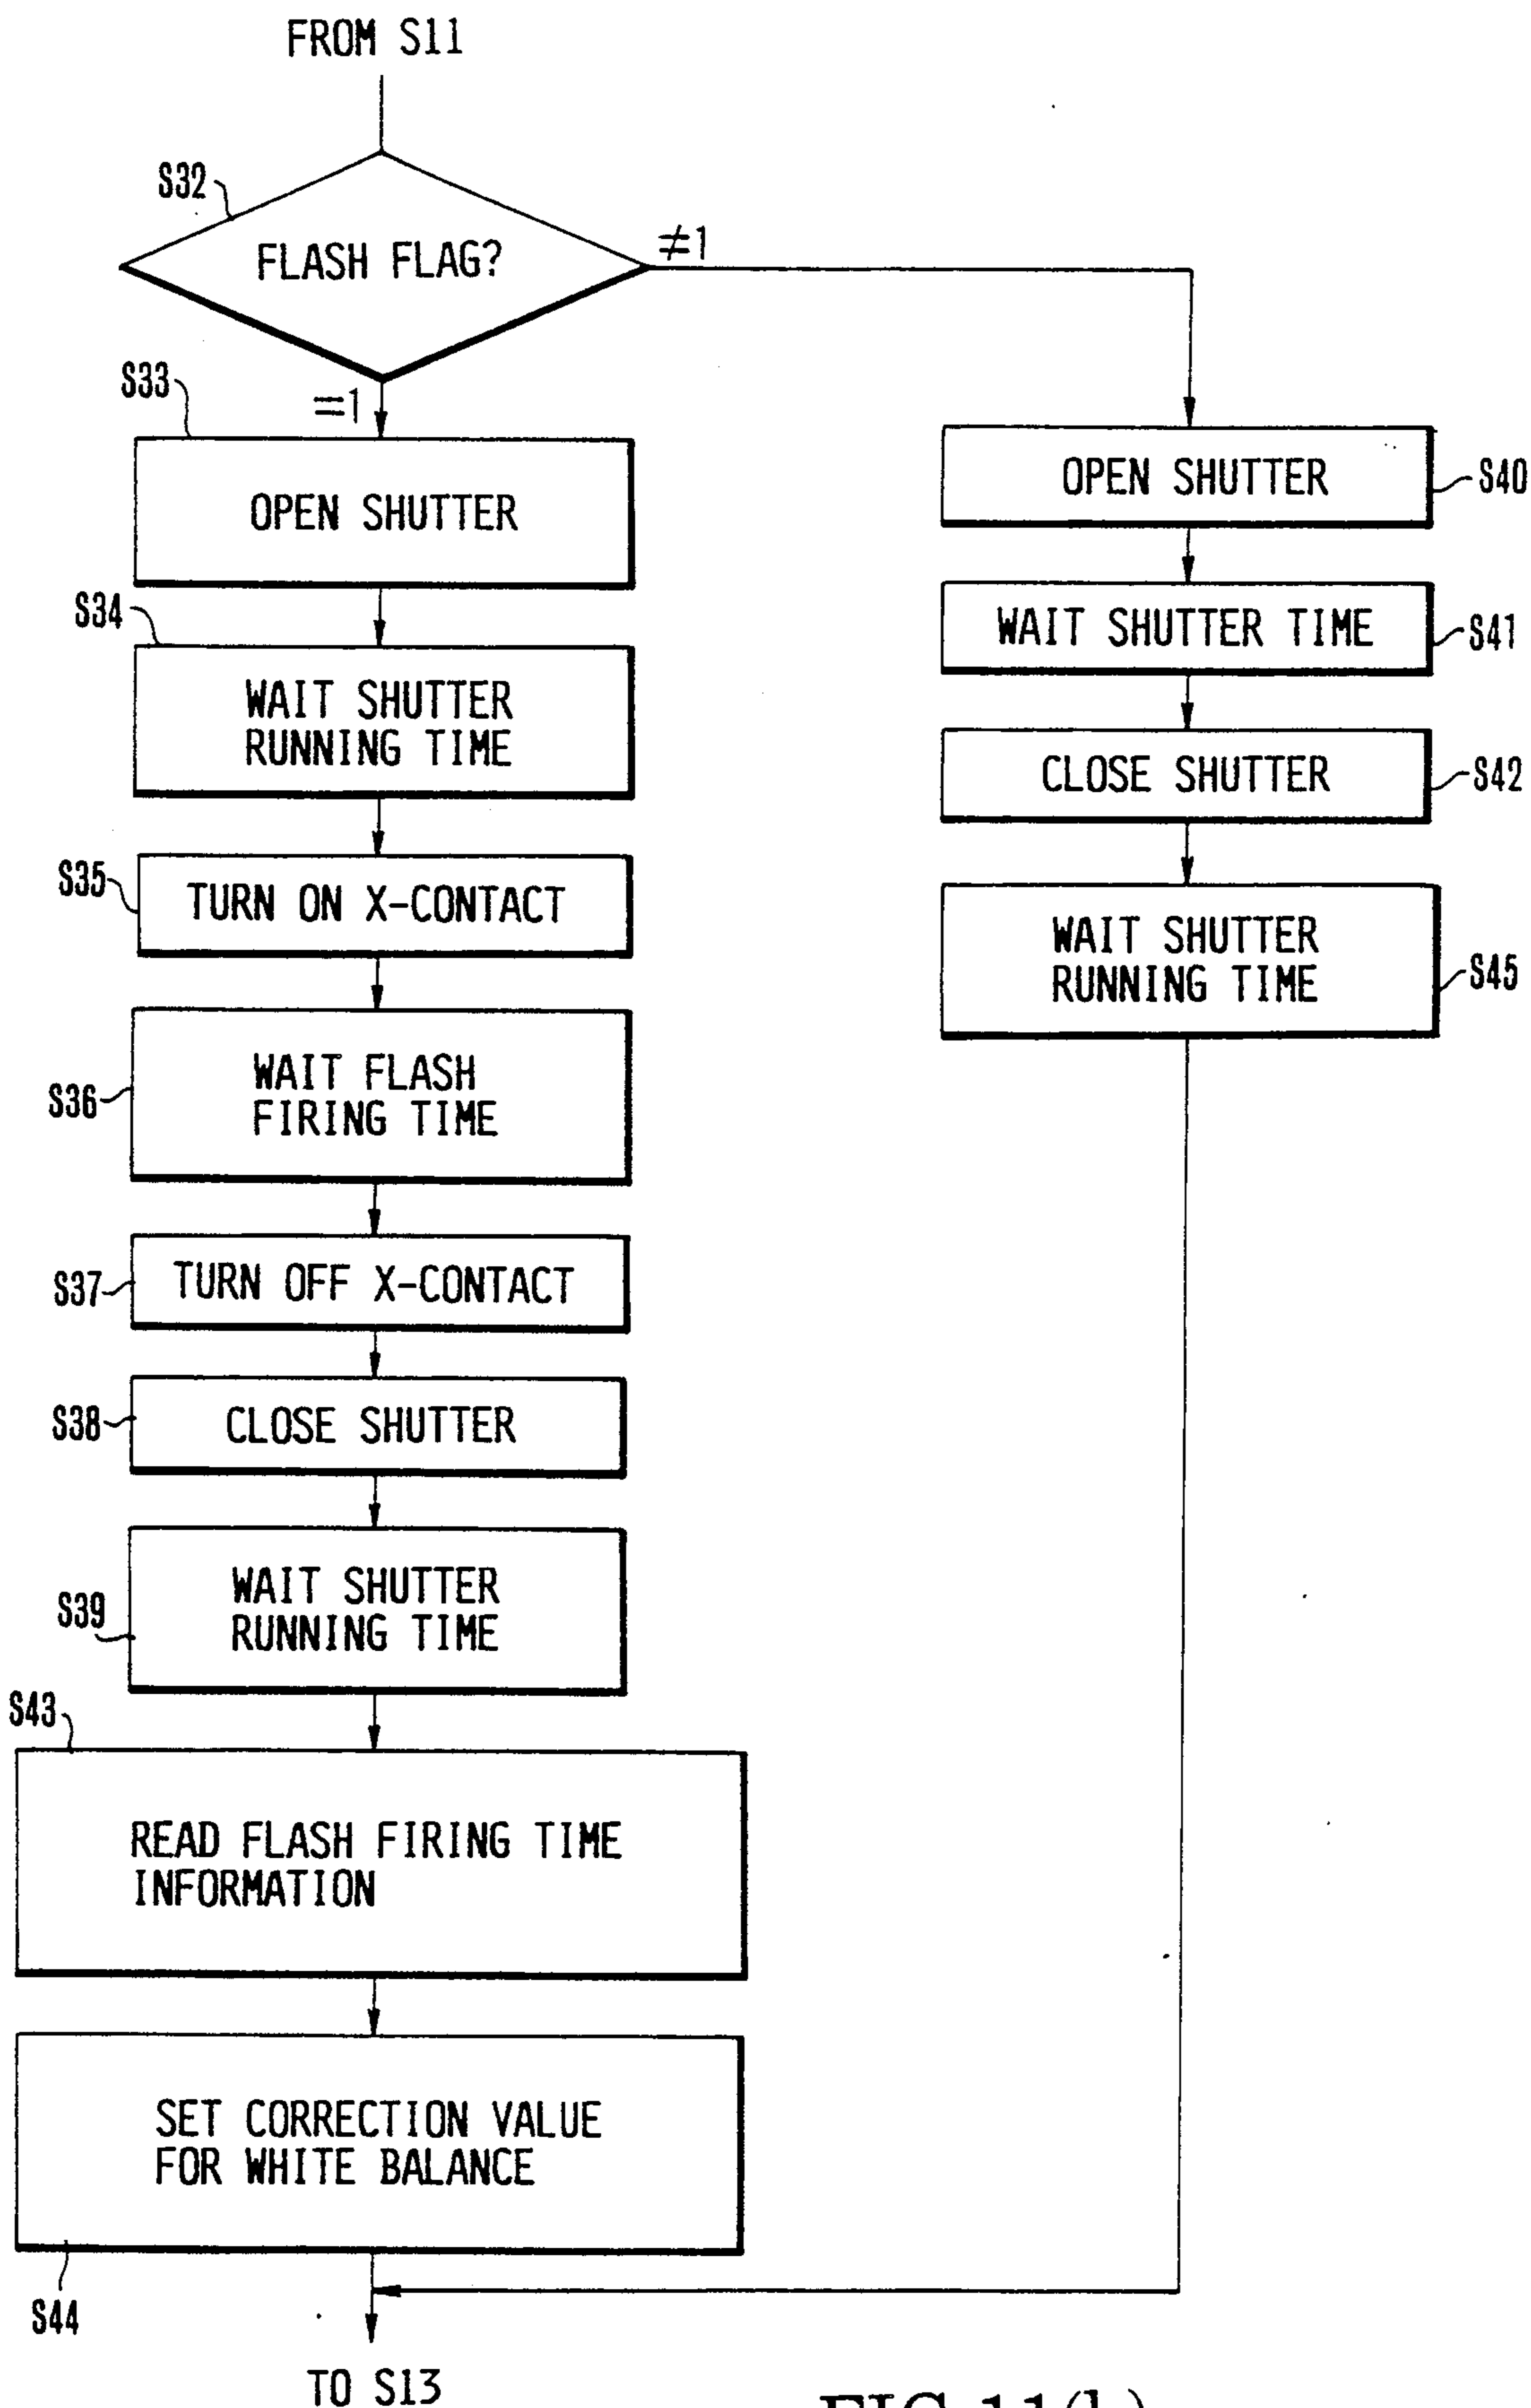 FROM S11
S32
FLASH FLAG?
≠1
S33
=1
OPEN SHUTTER
S34
WAIT SHUTTER
RUNNING TIME
S35
TURN ON X-CONTACT
S36
WAIT FLASH
FIRING TIME
S37
TURN OFF X-CONTACT
S38
CLOSE SHUTTER
S39
WAIT SHUTTER
RUNNING TIME
S43
READ FLASH FIRING TIME
INFORMATION
SET CORRECTION VALUE
FOR WHITE BALANCE
S44
OPEN SHUTTER
S40
WAIT SHUTTER TIME
S41
CLOSE SHUTTER
S42
WAIT SHUTTER
RUNNING TIME
S45
TO S13
FIG.11(b)